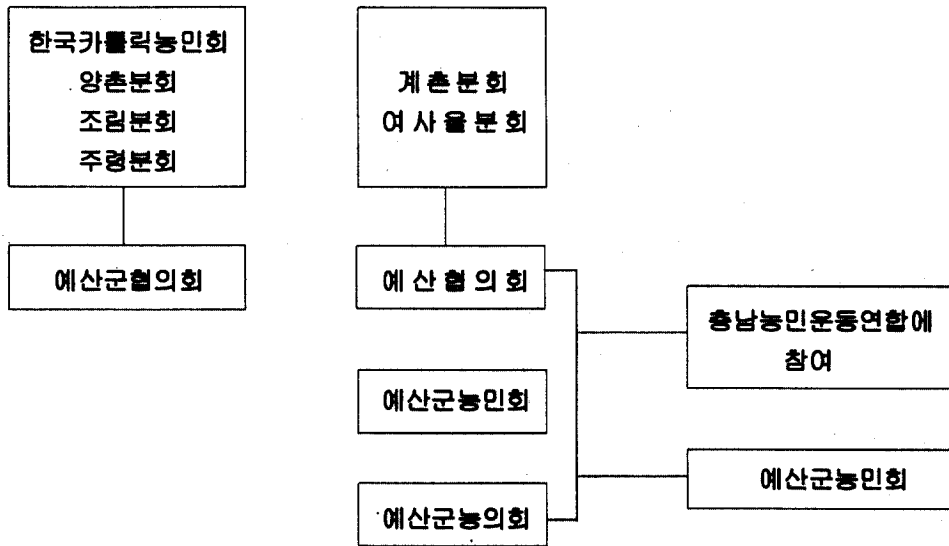 한국카톨릭농민회
양촌분회
조림분회
주령분회
예산군협의회
계촌분회
여사울분회
예산협의회
예산군농민회
예산군농의회
충남농민운동연합에
참여
예산군농민회